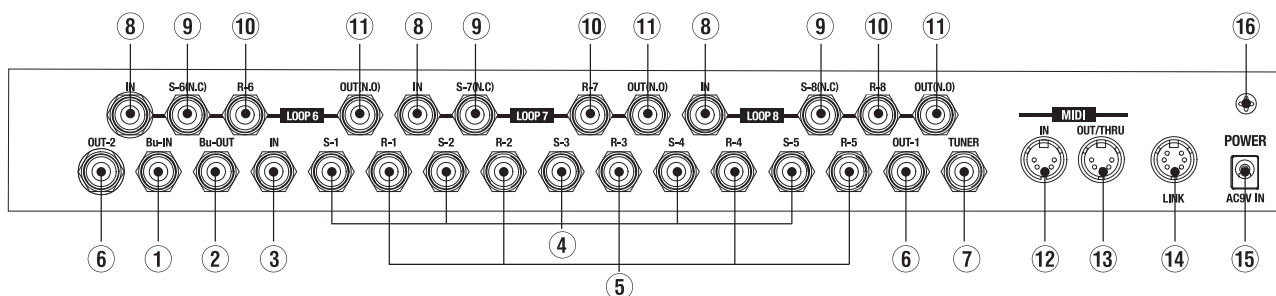 8 9 10 11 8 9 10 11 8 9 10 11 16
IN S-6(N.C) R-6 OUT(N.O) IN S-7(N.C) R-7 OUT(N.O) IN S-8(N.C) R-8 OUT(N.O)
LOOP 6 LOOP 7 LOOP 8 MIDI
OUT-2 Bu-IN Bu-OUT IN S-1 R-1 S-2 R-2 S-3 R-3 S-4 R-4 S-5 R-5 OUT-1 TUNER IN OUT/THRU POWER
LINK AC9V IN
6 1 2 3 4 6 7 12 13 14 15
5